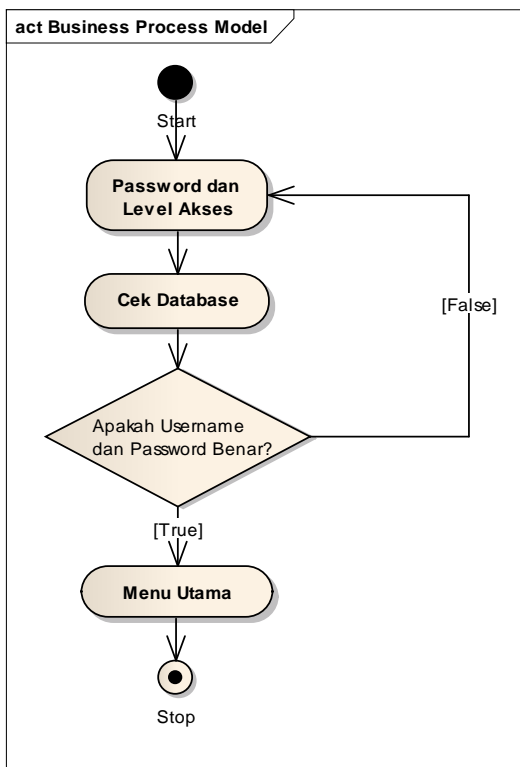 act Business Process Model
Start
Password dan
Level Akses
Cek Database
[False]
Apakah Username
dan Password Benar?
[True]
Menu Utama
Stop